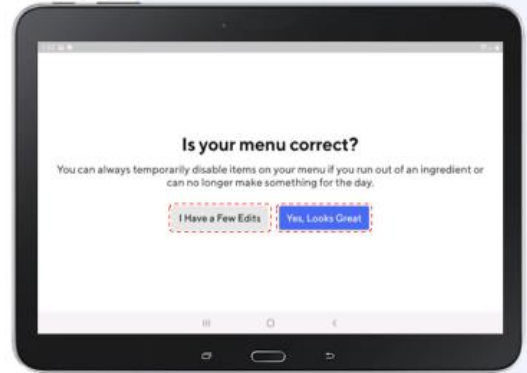 Is your menu correct?
You can always temporarily disable items on your menu if you run out of an ingredient or
can no longer make something for the day.
I Have a Few Edits
Yes, Looks Great